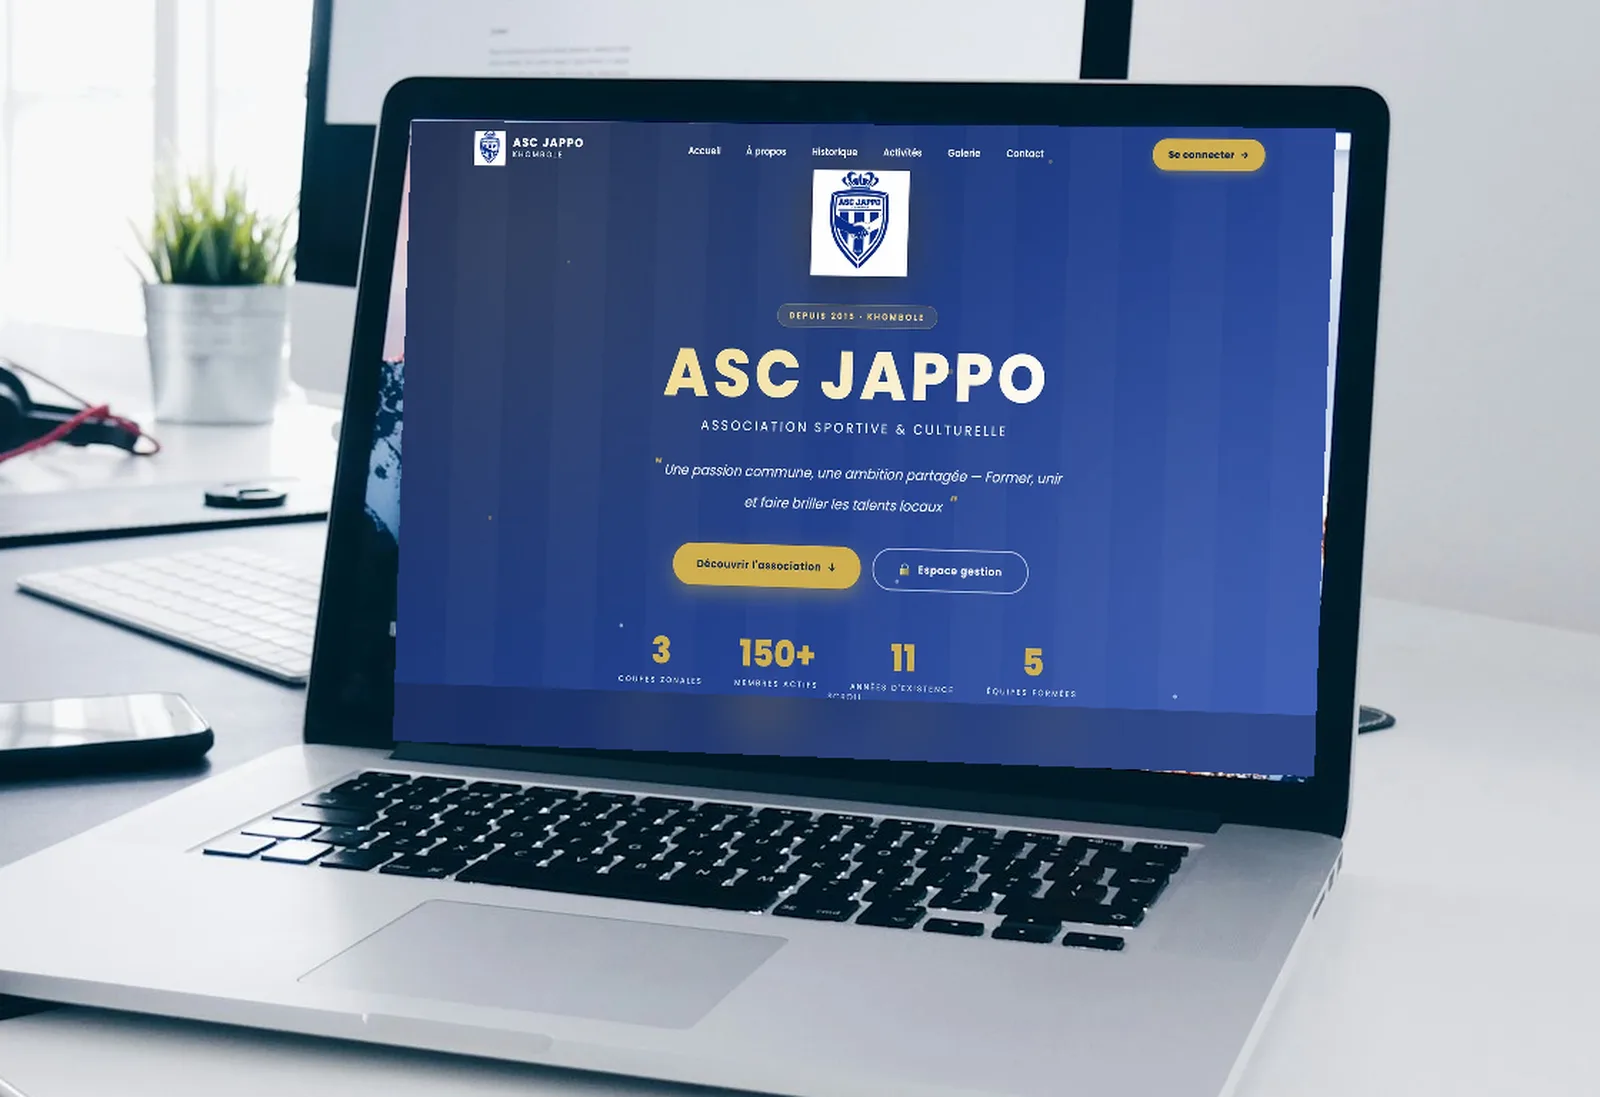 ASC JAPPO
KHOMBOLE
Accueil
À propos
Historique
Activités
Galerie
Contact
Se connecter →
ASC JAPPO
DEPUIS 2015 · KHOMBOLE
ASC JAPPO
ASSOCIATION SPORTIVE & CULTURELLE
" Une passion commune, une ambition partagée — Former, unir
et faire briller les talents locaux "
Découvrir l'association ↓
Espace gestion
3
COUPES ZONALES
150+
MEMBRES ACTIFS
11
ANNÉES D'EXISTENCE
5
ÉQUIPES FORMÉES
SCROLL